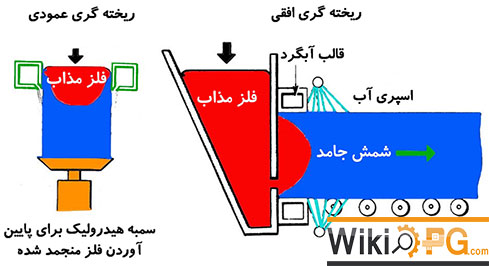 ریخته گری عمودی
ریخته گری افقی
فلز مذاب
سمبه هیدرولیک برای پایین
آوردن فلز منجمد شده
فلز مذاب
قالب آبگرد
اسپری آب
شمش جامد
WikiPG.com